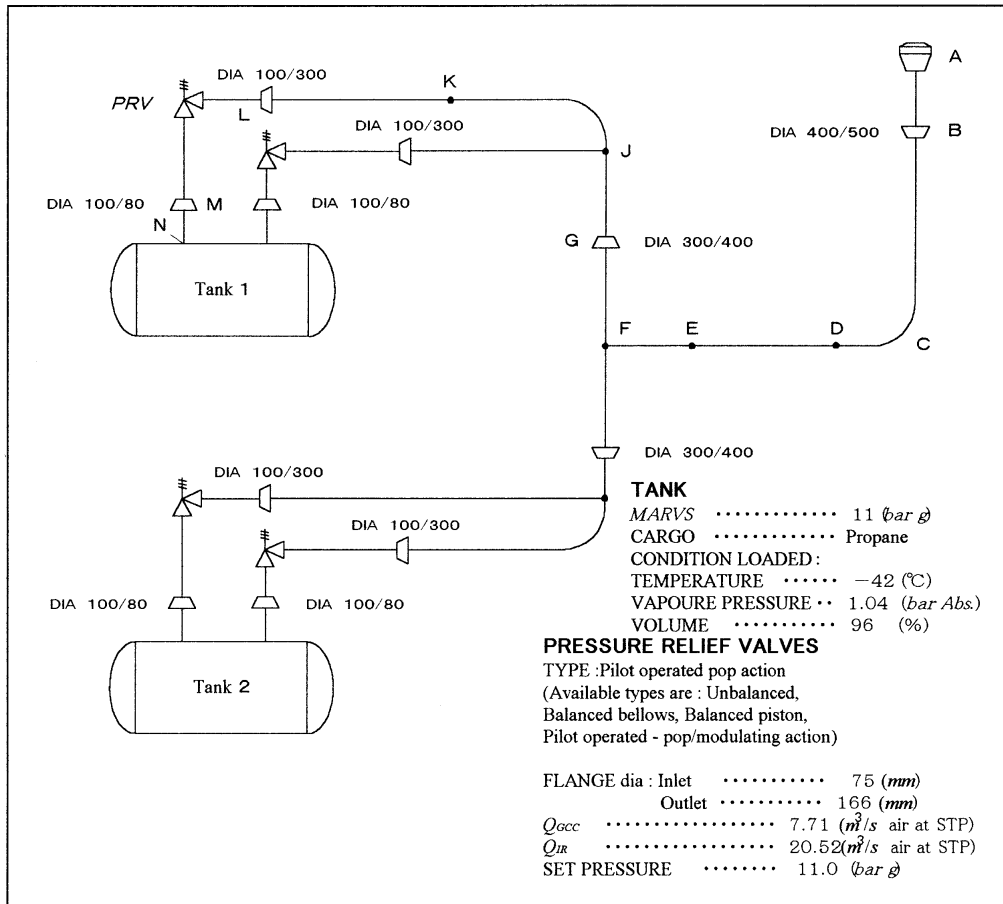 DIA 100/300
K
A
PRV
L
DIA 100/300
DIA 400/500
B
J
DIA 100/80
M
DIA 100/80
N
G
DIA 300/400
Tank 1
F
E
D
C
DIA 300/400
DIA 100/300
DIA 100/300
DIA 100/80
DIA 100/80
Tank 2
TANK
MARVS ············· 11 (bar g)
CARGO ············· Propane
CONDITION LOADED :
TEMPERATURE ······ −42 (℃)
VAPOURE PRESSURE ·· 1.04 (bar Abs.)
VOLUME ··········· 96 (%)
PRESSURE RELIEF VALVES
TYPE :Pilot operated pop action
(Available types are : Unbalanced,
Balanced bellows, Balanced piston,
Pilot operated - pop/modulating action)
FLANGE dia : Inlet ··········· 75 (mm)
Outlet ··········· 166 (mm)
QGCC ·················· 7.71 (m³/s air at STP)
QIR ·················· 20.52(m³/s air at STP)
SET PRESSURE ········ 11.0 (bar g)